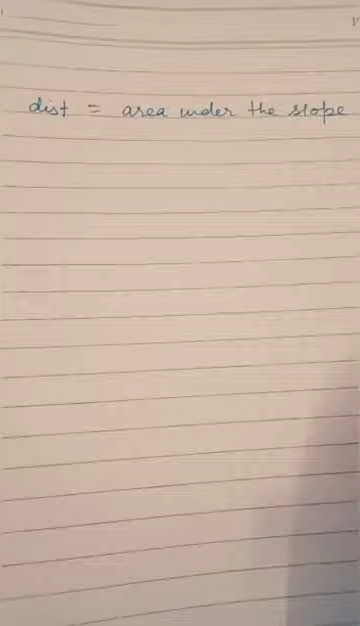 dist = area under the slope